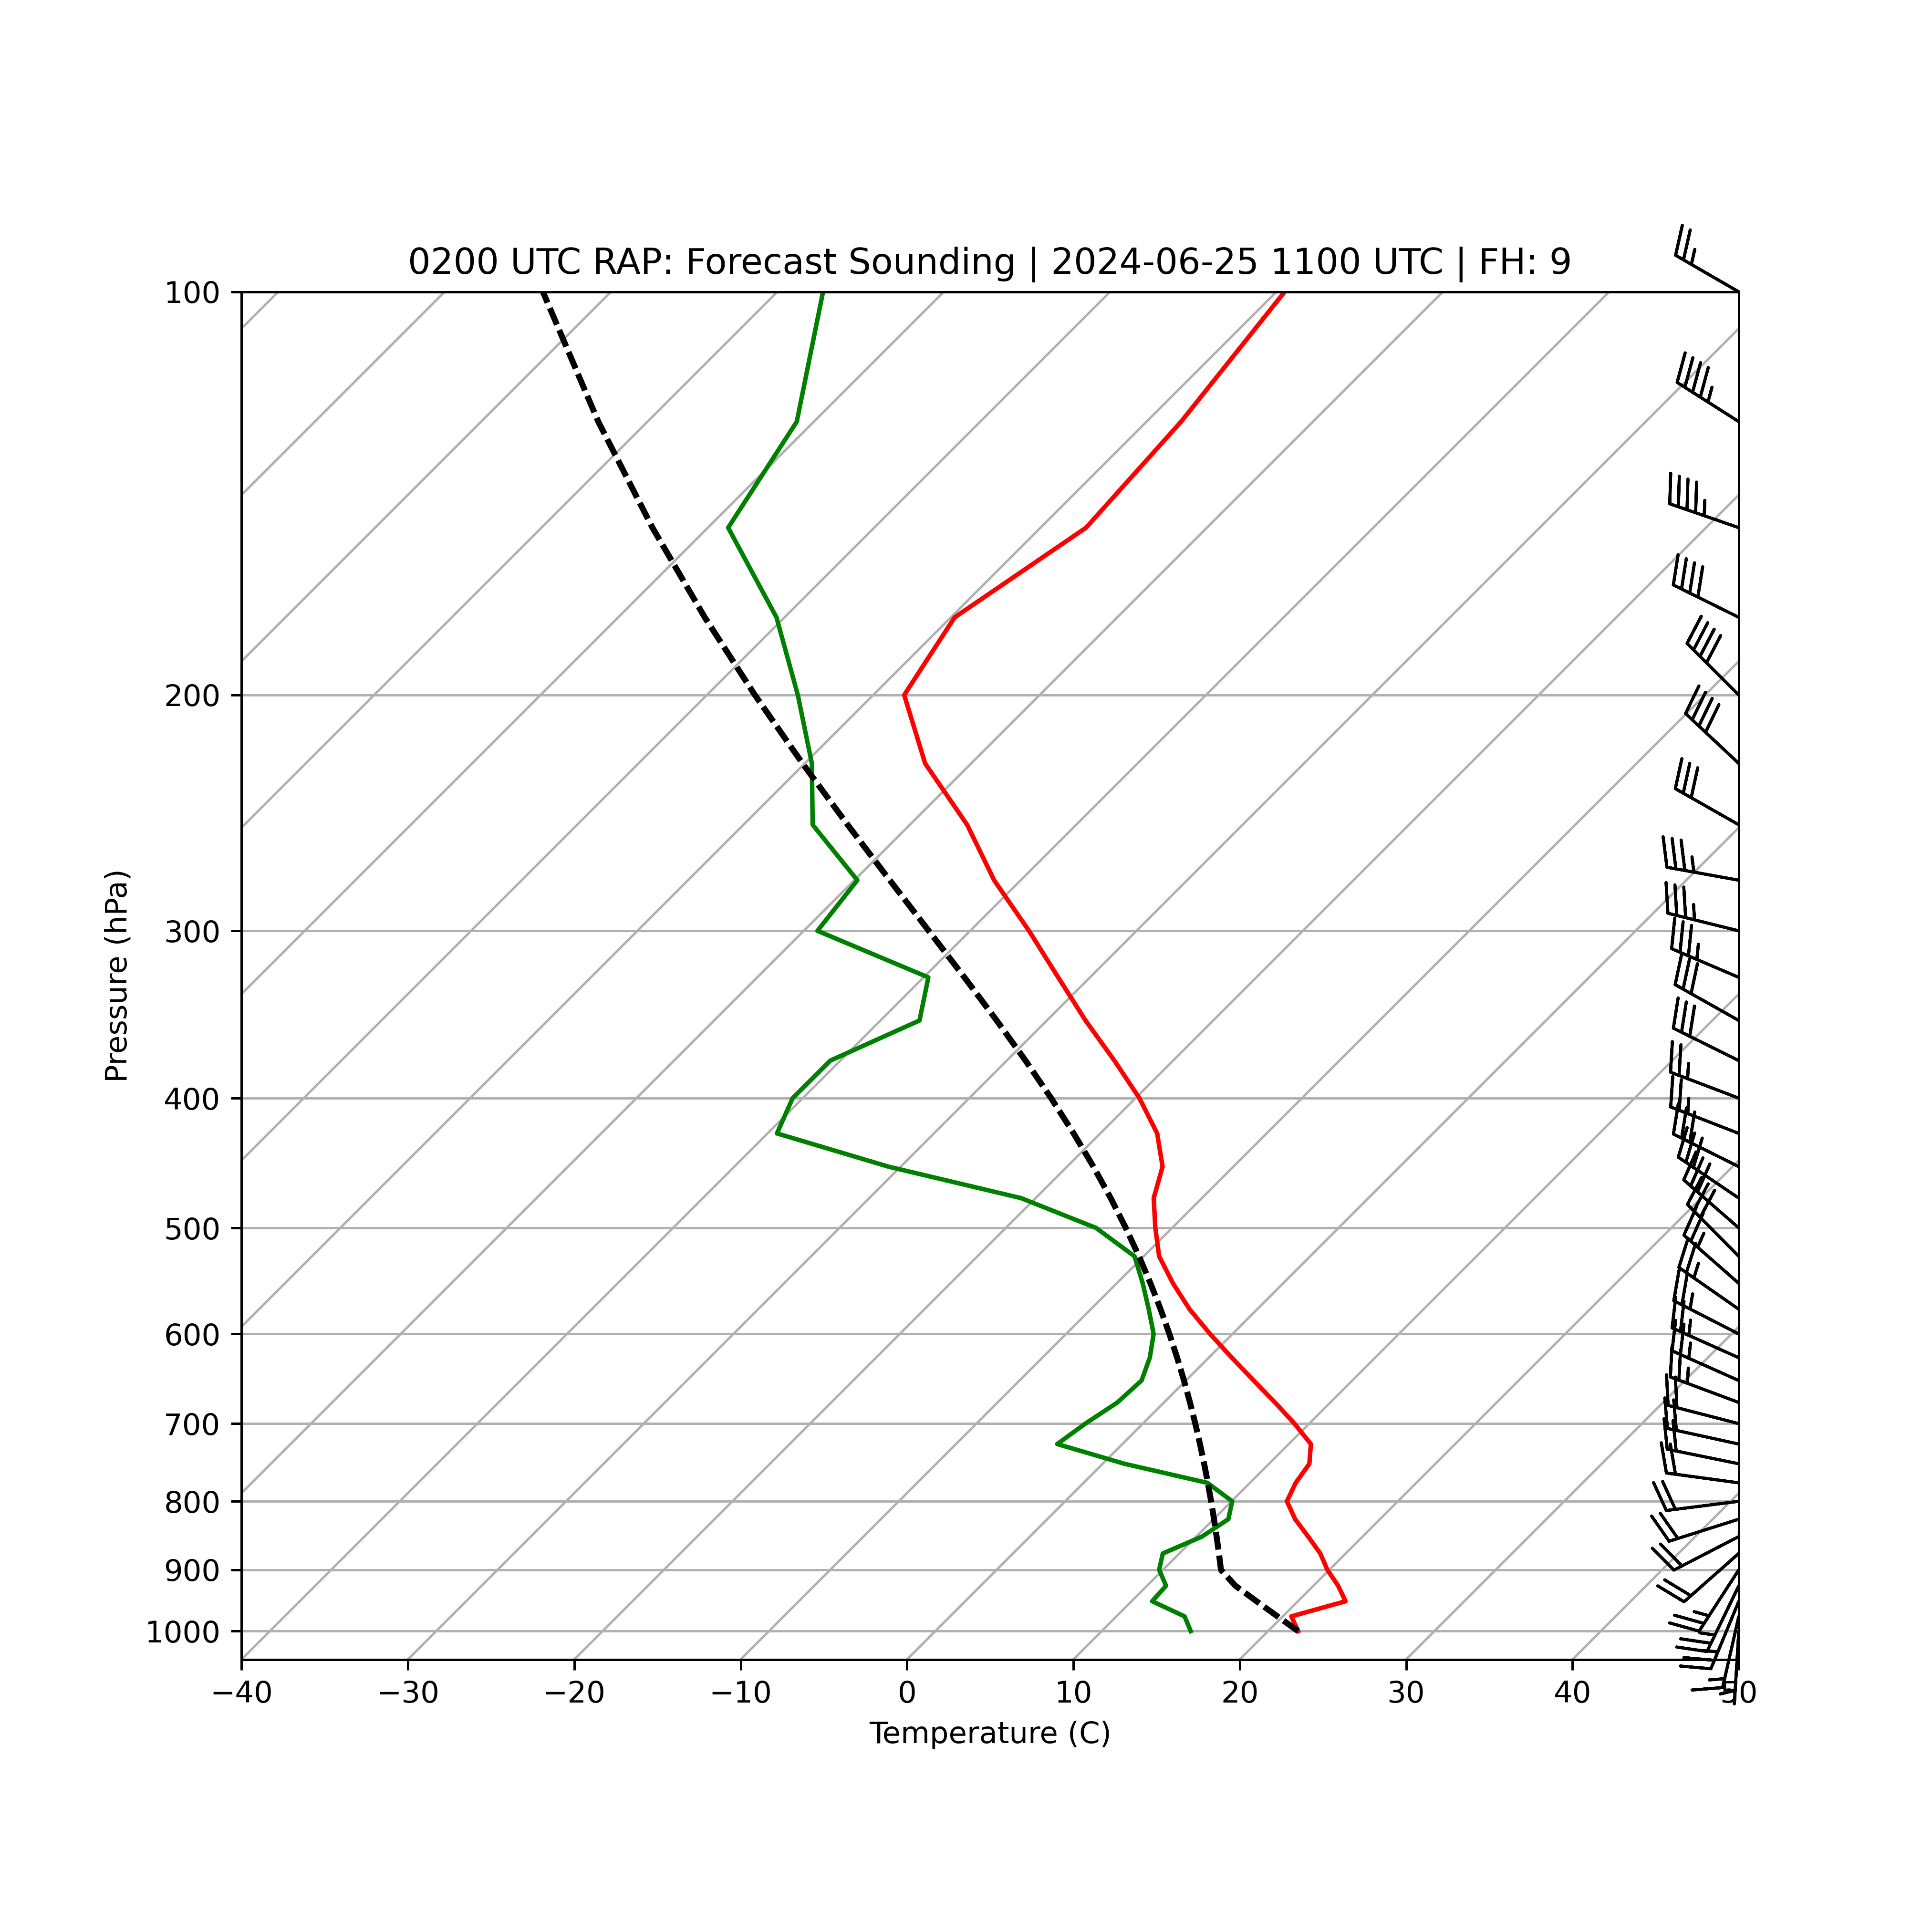 0200 UTC RAP: Forecast Sounding | 2024-06-25 1100 UTC | FH: 9
100
200
300
400
500
600
700
800
900
1000
Pressure (hPa)
−40 −30 −20 −10 0 10 20 30 40 50
Temperature (C)